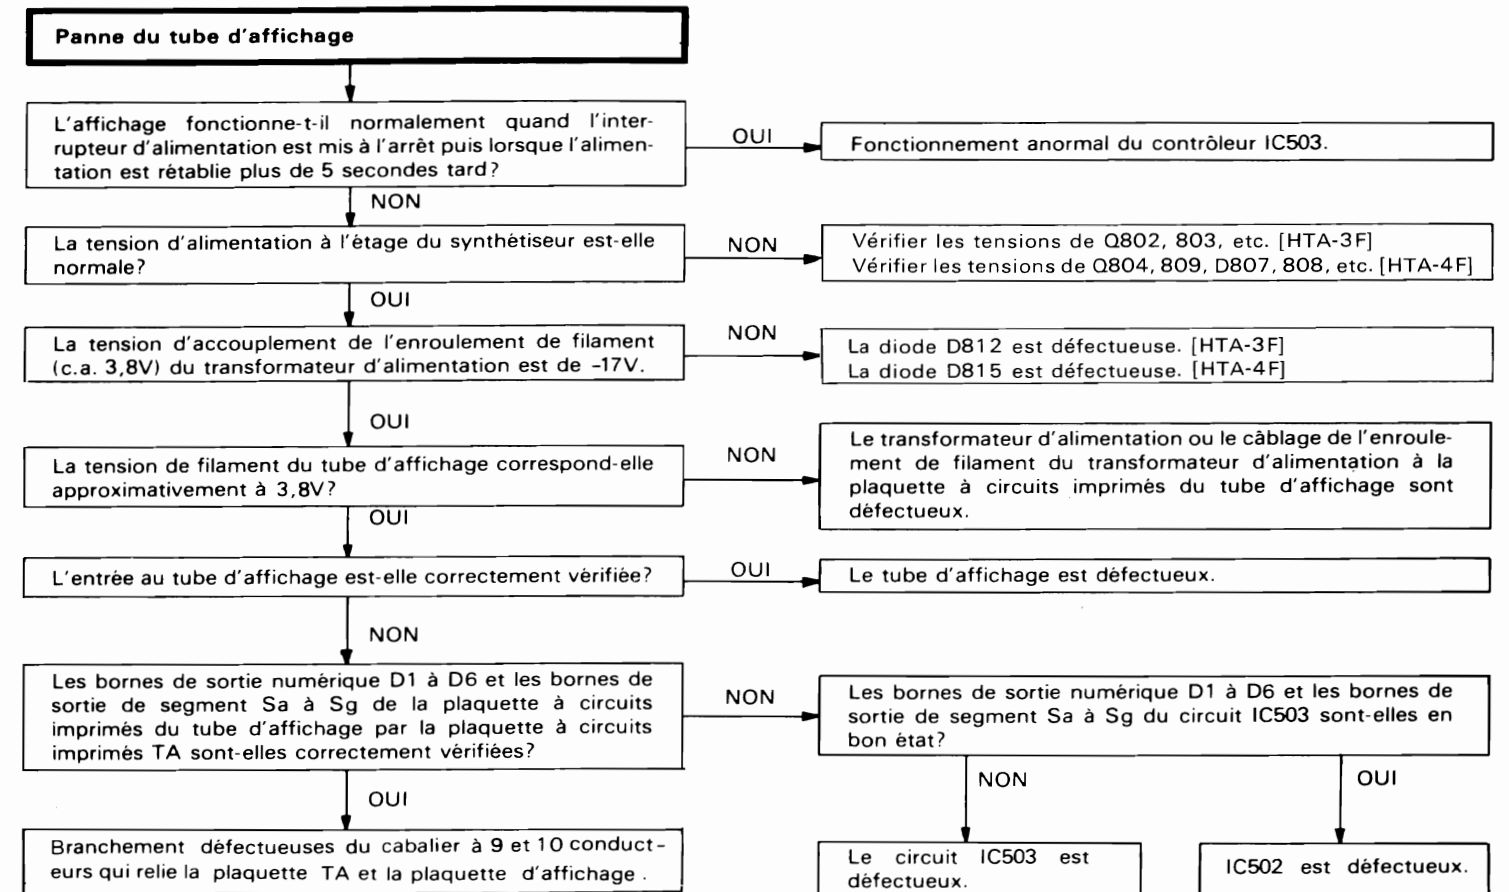 Panne du tube d'affichage
L'affichage fonctionne-t-il normalement quand l'inter-
rupteur d'alimentation est mis à l'arrêt puis lorsque l'alimen-
tation est rétablie plus de 5 secondes tard?
OUI
Fonctionnement anormal du contrôleur IC503.
NON
La tension d'alimentation à l'étage du synthétiseur est-elle
normale?
NON
Vérifier les tensions de Q802, 803, etc. [HTA-3F]
Vérifier les tensions de Q804, 809, D807, 808, etc. [HTA-4F]
OUI
La tension d'accouplement de l'enroulement de filament
(c.a. 3,8V) du transformateur d'alimentation est de -17V.
NON
La diode D812 est défectueuse. [HTA-3F]
La diode D815 est défectueuse. [HTA-4F]
OUI
La tension de filament du tube d'affichage correspond-elle
approximativement à 3,8V?
NON
Le transformateur d'alimentation ou le câblage de l'enroule-
ment de filament du transformateur d'alimentation à la
plaquette à circuits imprimés du tube d'affichage sont
défectueux.
OUI
L'entrée au tube d'affichage est-elle correctement vérifiée?
OUI
Le tube d'affichage est défectueux.
NON
Les bornes de sortie numérique D1 à D6 et les bornes de
sortie de segment Sa à Sg de la plaquette à circuits
imprimés du tube d'affichage par la plaquette à circuits
imprimés TA sont-elles correctement vérifiées?
NON
Les bornes de sortie numérique D1 à D6 et les bornes de
sortie de segment Sa à Sg du circuit IC503 sont-elles en
bon état?
OUI
Branchement défectueuses du cabalier à 9 et 10 conduct-
eurs qui relie la plaquette TA et la plaquette d'affichage.
NON
Le circuit IC503 est
défectueux.
OUI
IC502 est défectueux.